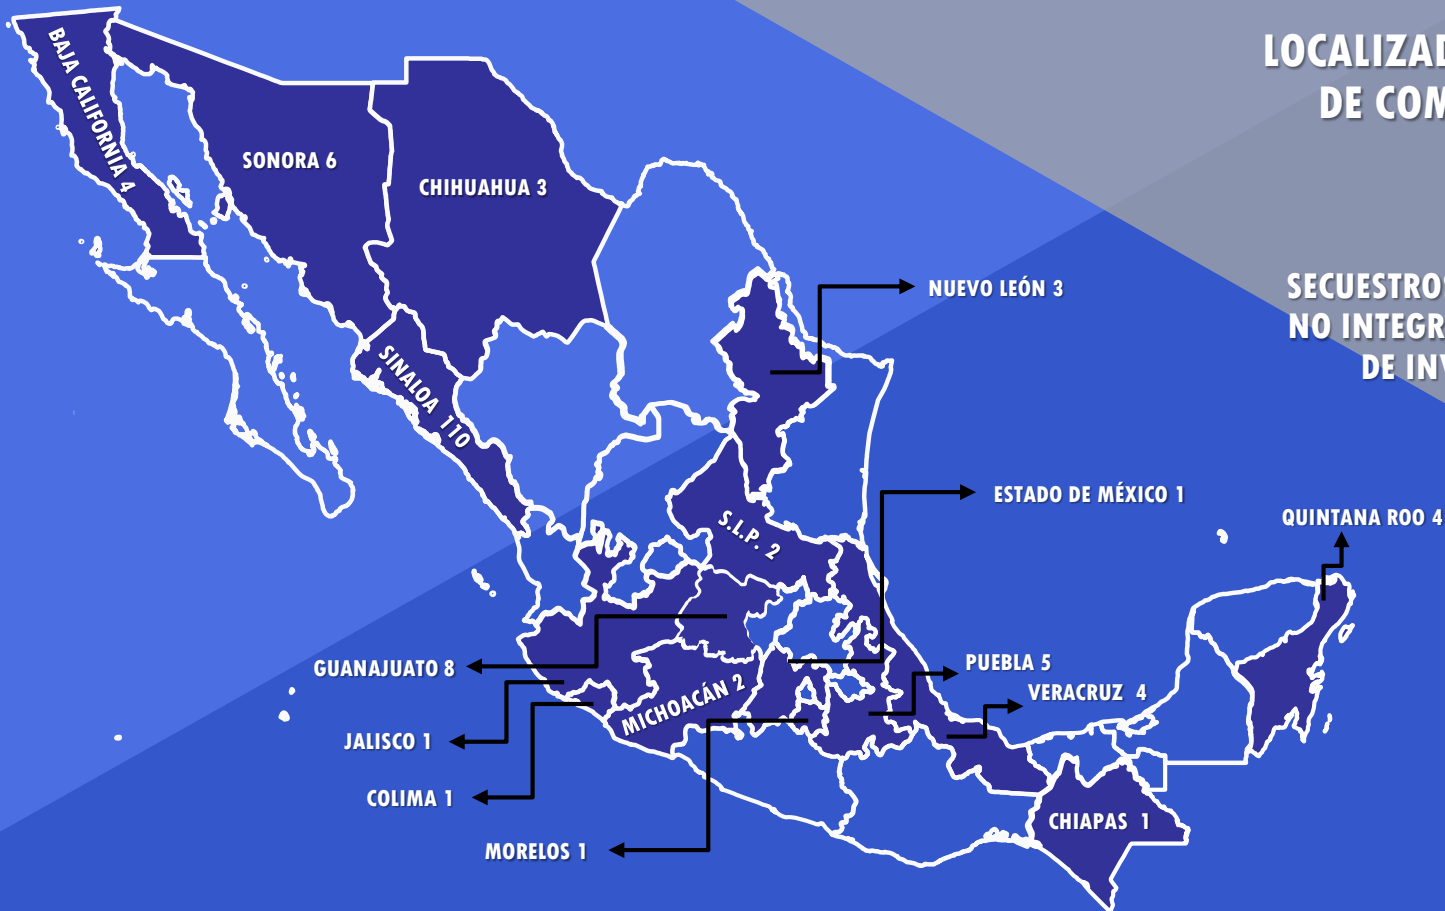 LOCALIZAD
DE COM
BAJA CALIFORNIA 4
SONORA 6
CHIHUAHUA 3
SECUESTROS
NO INTEGR
DE INV
NUEVO LEÓN 3
SINALOA 110
ESTADO DE MÉXICO 1
QUINTANA ROO 4
S.L.P. 2
GUANAJUATO 8
PUEBLA 5
MICHOACÁN 2
VERACRUZ 4
JALISCO 1
COLIMA 1
CHIAPAS 1
MORELOS 1